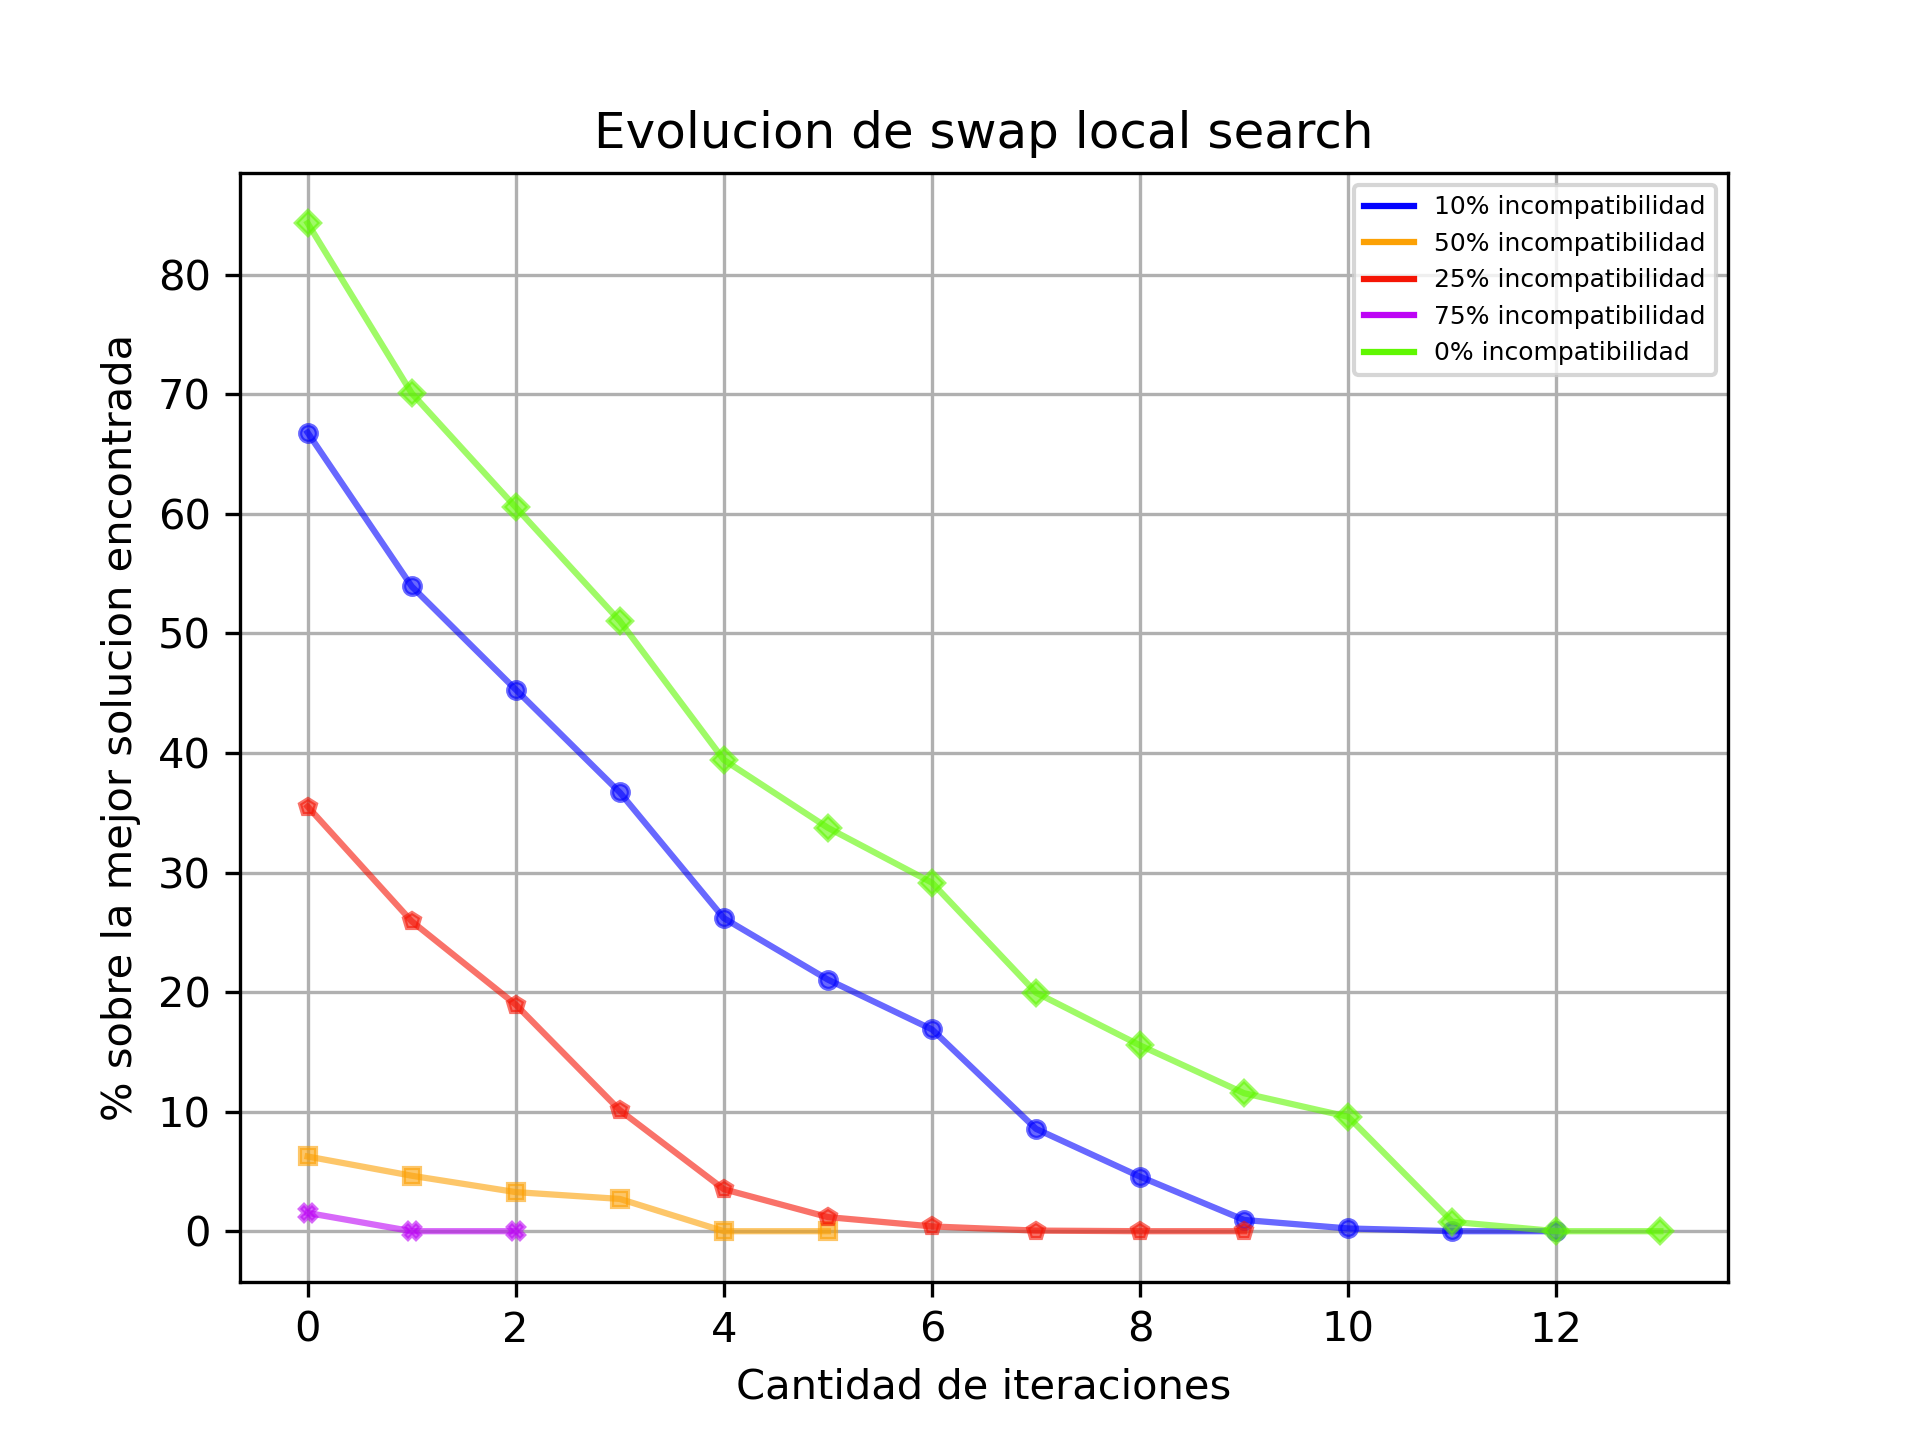 Evolucion de swap local search
10% incompatibilidad
50% incompatibilidad
25% incompatibilidad
75% incompatibilidad
0% incompatibilidad
% sobre la mejor solucion encontrada
80
70
60
50
40
30
20
10
0
0 2 4 6 8 10 12
Cantidad de iteraciones